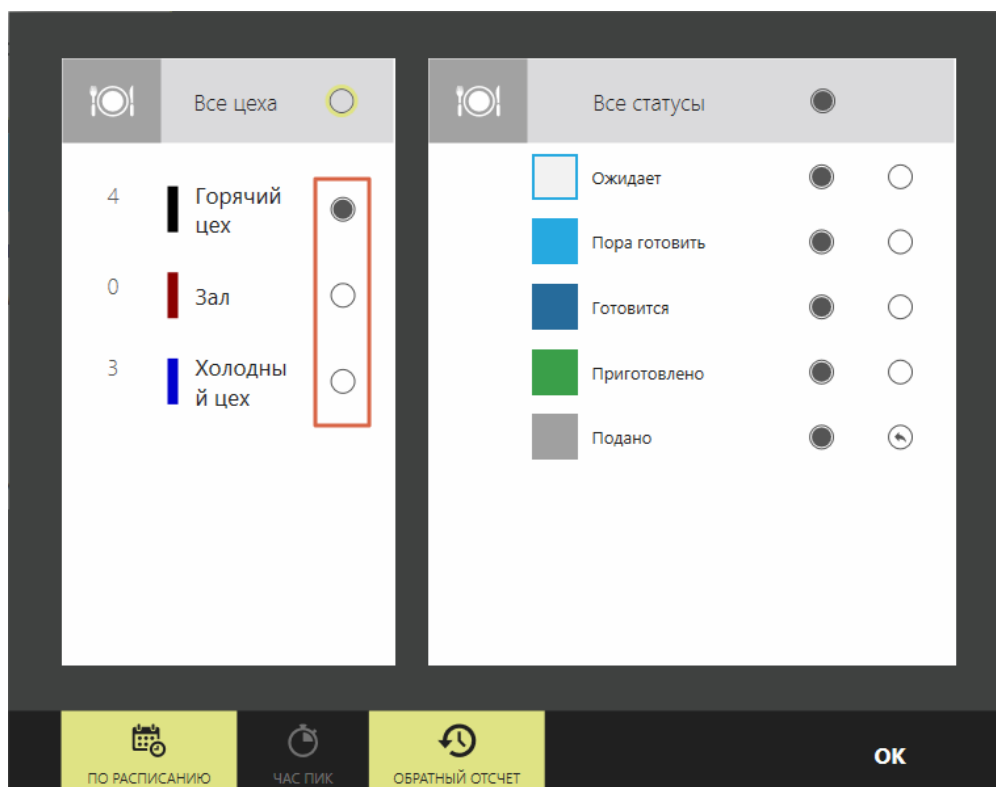 Все цеха
4
Горячий
цех
0
Зал
3
Холодны
й цех
Все статусы
Ожидает
Пора готовить
Готовится
Приготовлено
Подано
ПО РАСПИСАНИЮ
ЧАС ПИК
ОБРАТНЫЙ ОТСЧЕТ
ОК